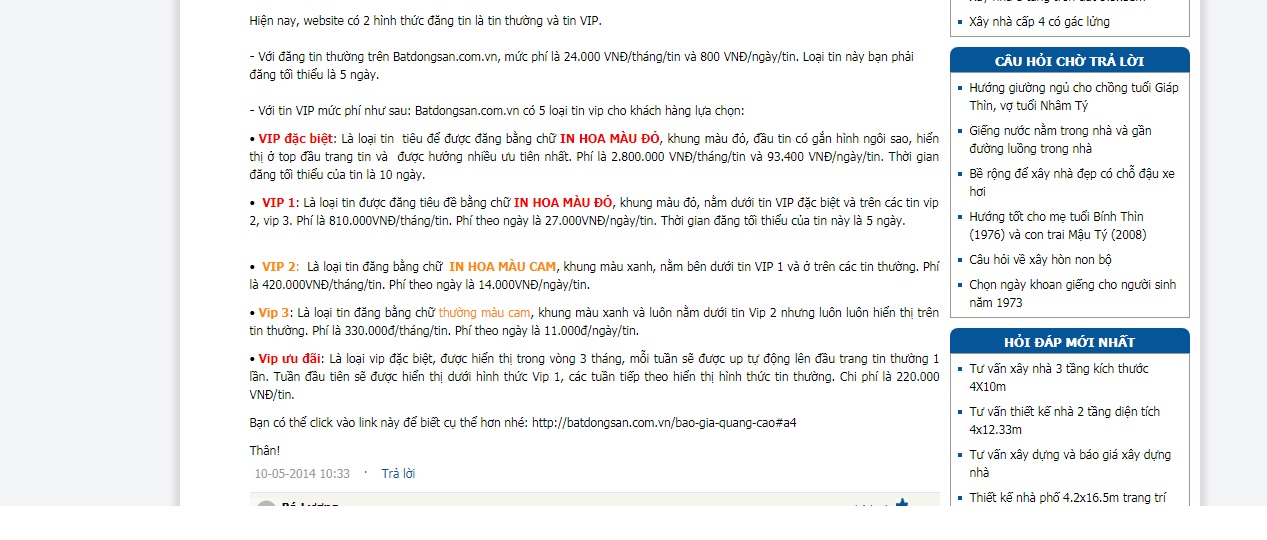 Hiện nay, website có 2 hình thức đăng tin là tin thường và tin VIP.
- Với đăng tin thường trên Batdongsan.com.vn, mức phí là 24.000 VNĐ/tháng/tin và 800 VNĐ/ngày/tin. Loại tin này bạn phải
đăng tối thiểu là 5 ngày.
- Với tin VIP mức phí như sau: Batdongsan.com.vn có 5 loại tin vip cho khách hàng lựa chọn:
• VIP đặc biệt: Là loại tin tiêu để được đăng bằng chữ IN HOA MÀU ĐỎ, khung màu đỏ, đầu tin có gắn hình ngôi sao, hiển
thị ở top đầu trang tin và được hưởng nhiều ưu tiên nhất. Phí là 2.800.000 VNĐ/tháng/tin và 93.400 VNĐ/ngày/tin. Thời gian
đăng tối thiểu của tin là 10 ngày.
• VIP 1: Là loại tin được đăng tiêu đề bằng chữ IN HOA MÀU ĐỎ, khung màu đỏ, nằm dưới tin VIP đặc biệt và trên các tin vip
2, vip 3. Phí là 810.000VNĐ/tháng/tin. Phí theo ngày là 27.000VNĐ/ngày/tin. Thời gian đăng tối thiểu của tin này là 5 ngày.
• VIP 2: Là loại tin đăng bằng chữ IN HOA MÀU CAM, khung màu xanh, nằm bên dưới tin VIP 1 và ở trên các tin thường. Phí
là 420.000VNĐ/tháng/tin. Phí theo ngày là 14.000VNĐ/ngày/tin.
• Vip 3: Là loại tin đăng bằng chữ thường màu cam, khung màu xanh và luôn nằm dưới tin Vip 2 nhưng luôn luôn hiển thị trên
tin thường. Phí là 330.000đ/tháng/tin. Phí theo ngày là 11.000đ/ngày/tin.
• Vip ưu đãi: Là loại vip đặc biệt, được hiển thị trong vòng 3 tháng, mỗi tuần sẽ được up tự động lên đầu trang tin thường 1
lần. Tuần đầu tiên sẽ được hiển thị dưới hình thức Vip 1, các tuần tiếp theo hiển thị hình thức tin thường. Chi phí là 220.000
VNĐ/tin.
Bạn có thể click vào link này để biết cụ thể hơn nhé: http://batdongsan.com.vn/bao-gia-quang-cao#a4
Thân!
10-05-2014 10:33 · Trả lời
Xây nhà cấp 4 có gác lửng
CÂU HỎI CHỜ TRẢ LỜI
Hướng giường ngủ cho chồng tuổi Giáp
Thìn, vợ tuổi Nhâm Tý
Giếng nước nằm trong nhà và gần
đường luồng trong nhà
Bề rộng để xây nhà đẹp có chỗ đậu xe
hơi
Hướng tốt cho mẹ tuổi Bính Thìn
(1976) và con trai Mậu Tý (2008)
Câu hỏi về xây hòn non bộ
Chọn ngày khoan giếng cho người sinh
năm 1973
HỎI ĐÁP MỚI NHẤT
Tư vấn xây nhà 3 tầng kích thước
4X10m
Tư vấn thiết kế nhà 2 tầng diện tích
4x12.33m
Tư vấn xây dựng và báo giá xây dựng
nhà
Thiết kế nhà phố 4.2x16.5m trang trí